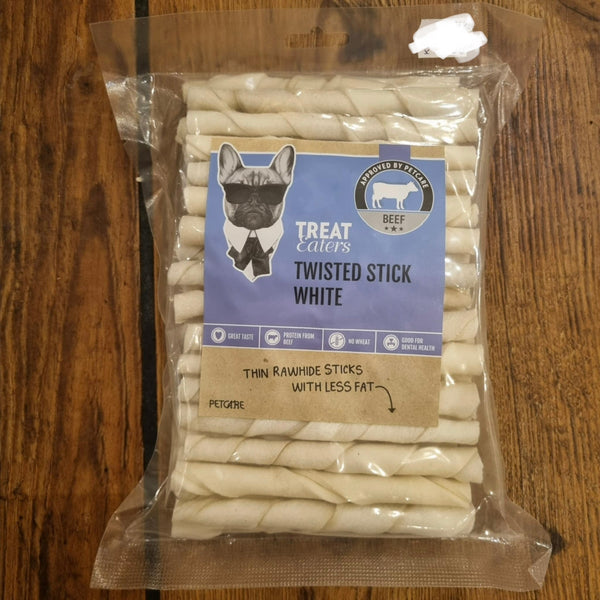 APPROVED BY PETCARE
BEEF
TREAT
Eaters
TWISTED STICK
WHITE
GREAT TASTE
PROTEIN FROM
BEEF
NO WHEAT
GOOD FOR
DENTAL HEALTH
THIN RAWHIDE STICKS
WITH LESS FAT
PETCARE